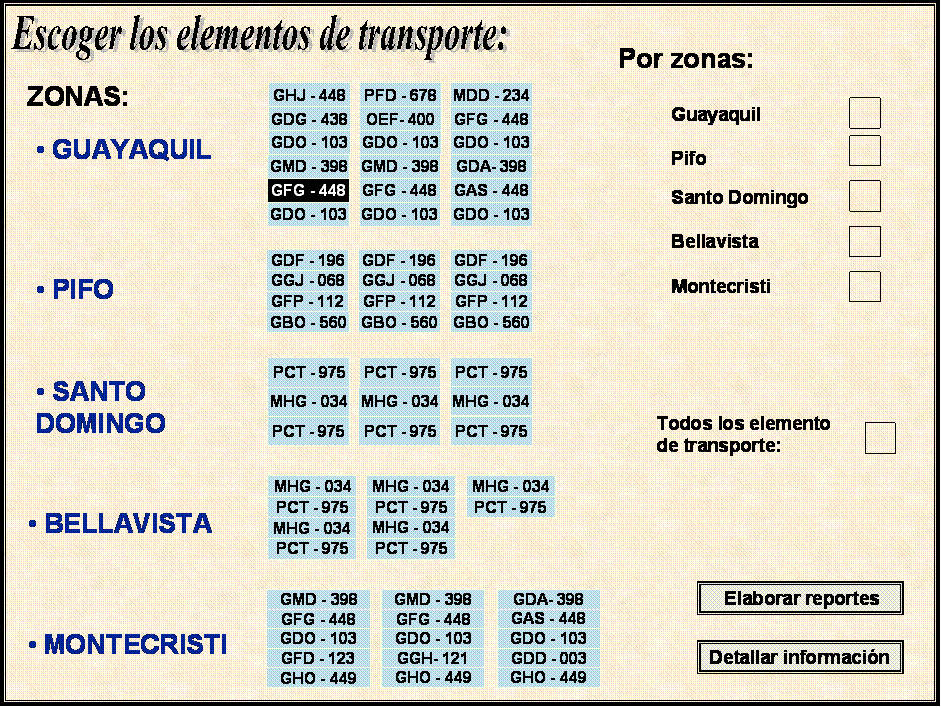 Escoger los elementos de transporte:
Por zonas:
ZONAS:
• GUAYAQUIL
GHJ - 448 PFD - 678 MDD - 234
GDG - 438 OEF- 400 GFG - 448
GDO - 103 GDO - 103 GDO - 103
GMD - 398 GMD - 398 GDA- 398
GFG - 448 GFG - 448 GAS - 448
GDO - 103 GDO - 103 GDO - 103
• PIFO
GDF - 196 GDF - 196 GDF - 196
GGJ - 068 GGJ - 068 GGJ - 068
GFP - 112 GFP - 112 GFP - 112
GBO - 560 GBO - 560 GBO - 560
• SANTO
DOMINGO
PCT - 975 PCT - 975 PCT - 975
MHG - 034 MHG - 034 MHG - 034
PCT - 975 PCT - 975 PCT - 975
• BELLAVISTA
MHG - 034 MHG - 034 MHG - 034
PCT - 975 PCT - 975 PCT - 975
MHG - 034 MHG - 034
PCT - 975 PCT - 975
• MONTECRISTI
GMD - 398 GMD - 398 GDA- 398
GFG - 448 GFG - 448 GAS - 448
GDO - 103 GDO - 103 GDO - 103
GFD - 123 GGH- 121 GDD - 003
GHO - 449 GHO - 449 GHO - 449
Guayaquil
Pifo
Santo Domingo
Bellavista
Montecristi
Todos los elemento
de transporte:
Elaborar reportes
Detallar información